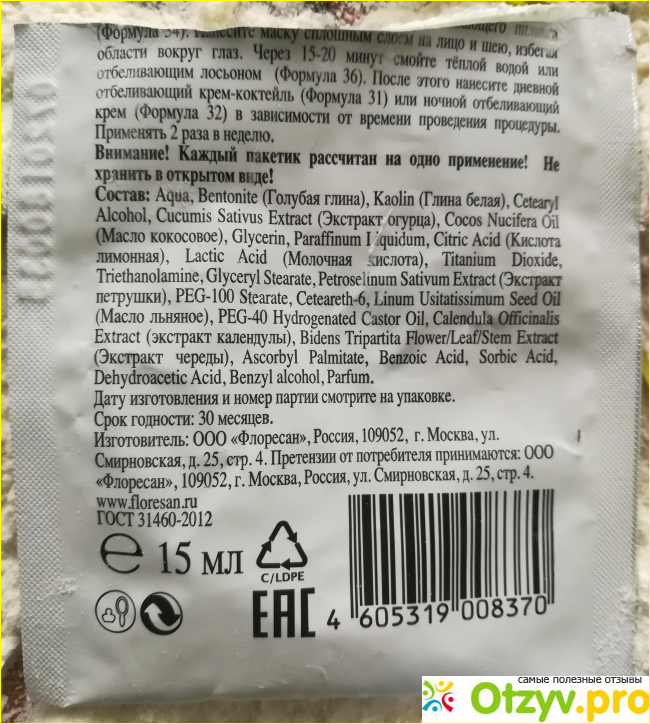 (Формула 34). Нанесите маску сплошным слоем на лицо и шею, избегая
области вокруг глаз. Через 15-20 минут смойте тёплой водой или
отбеливающим лосьоном (Формула 36). После этого нанесите дневной
отбеливающий крем-коктейль (Формула 31) или ночной отбеливающий
крем (Формула 32) в зависимости от времени проведения процедуры.
Применять 2 раза в неделю.
Внимание! Каждый пакетик рассчитан на одно применение! Не
хранить в открытом виде!
Состав: Aqua, Bentonite (Голубая глина), Kaolin (Глина белая), Cetearyl
Alcohol, Cucumis Sativus Extract (Экстракт огурца), Cocos Nucifera Oil
(Масло кокосовое), Glycerin, Paraffinum Liquidum, Citric Acid (Кислота
лимонная), Lactic Acid (Молочная кислота), Titanium Dioxide,
Triethanolamine, Glyceryl Stearate, Petroselinum Sativum Extract (Экстракт
петрушки), PEG-100 Stearate, Ceteareth-6, Linum Usitatissimum Seed Oil
(Масло льняное), PEG-40 Hydrogenated Castor Oil, Calendula Officinalis
Extract (экстракт календулы), Bidens Tripartita Flower/Leaf/Stem Extract
(Экстракт череды), Ascorbyl Palmitate, Benzoic Acid, Sorbic Acid,
Dehydroacetic Acid, Benzyl alcohol, Parfum.
Дату изготовления и номер партии смотрите на упаковке.
Срок годности: 30 месяцев.
Изготовитель: ООО «Флоресан», Россия, 109052, г. Москва, ул.
Смирновская, д. 25, стр. 4. Претензии от потребителя принимаются: ООО
«Флоресан», 109052, г. Москва, Россия, ул. Смирновская, д. 25, стр. 4.
www.floresan.ru
ГОСТ 31460-2012
℮ 15 мл
C/LDPE
EAC
4 605319 008370
самые полезные отзывы
Otzyv.pro